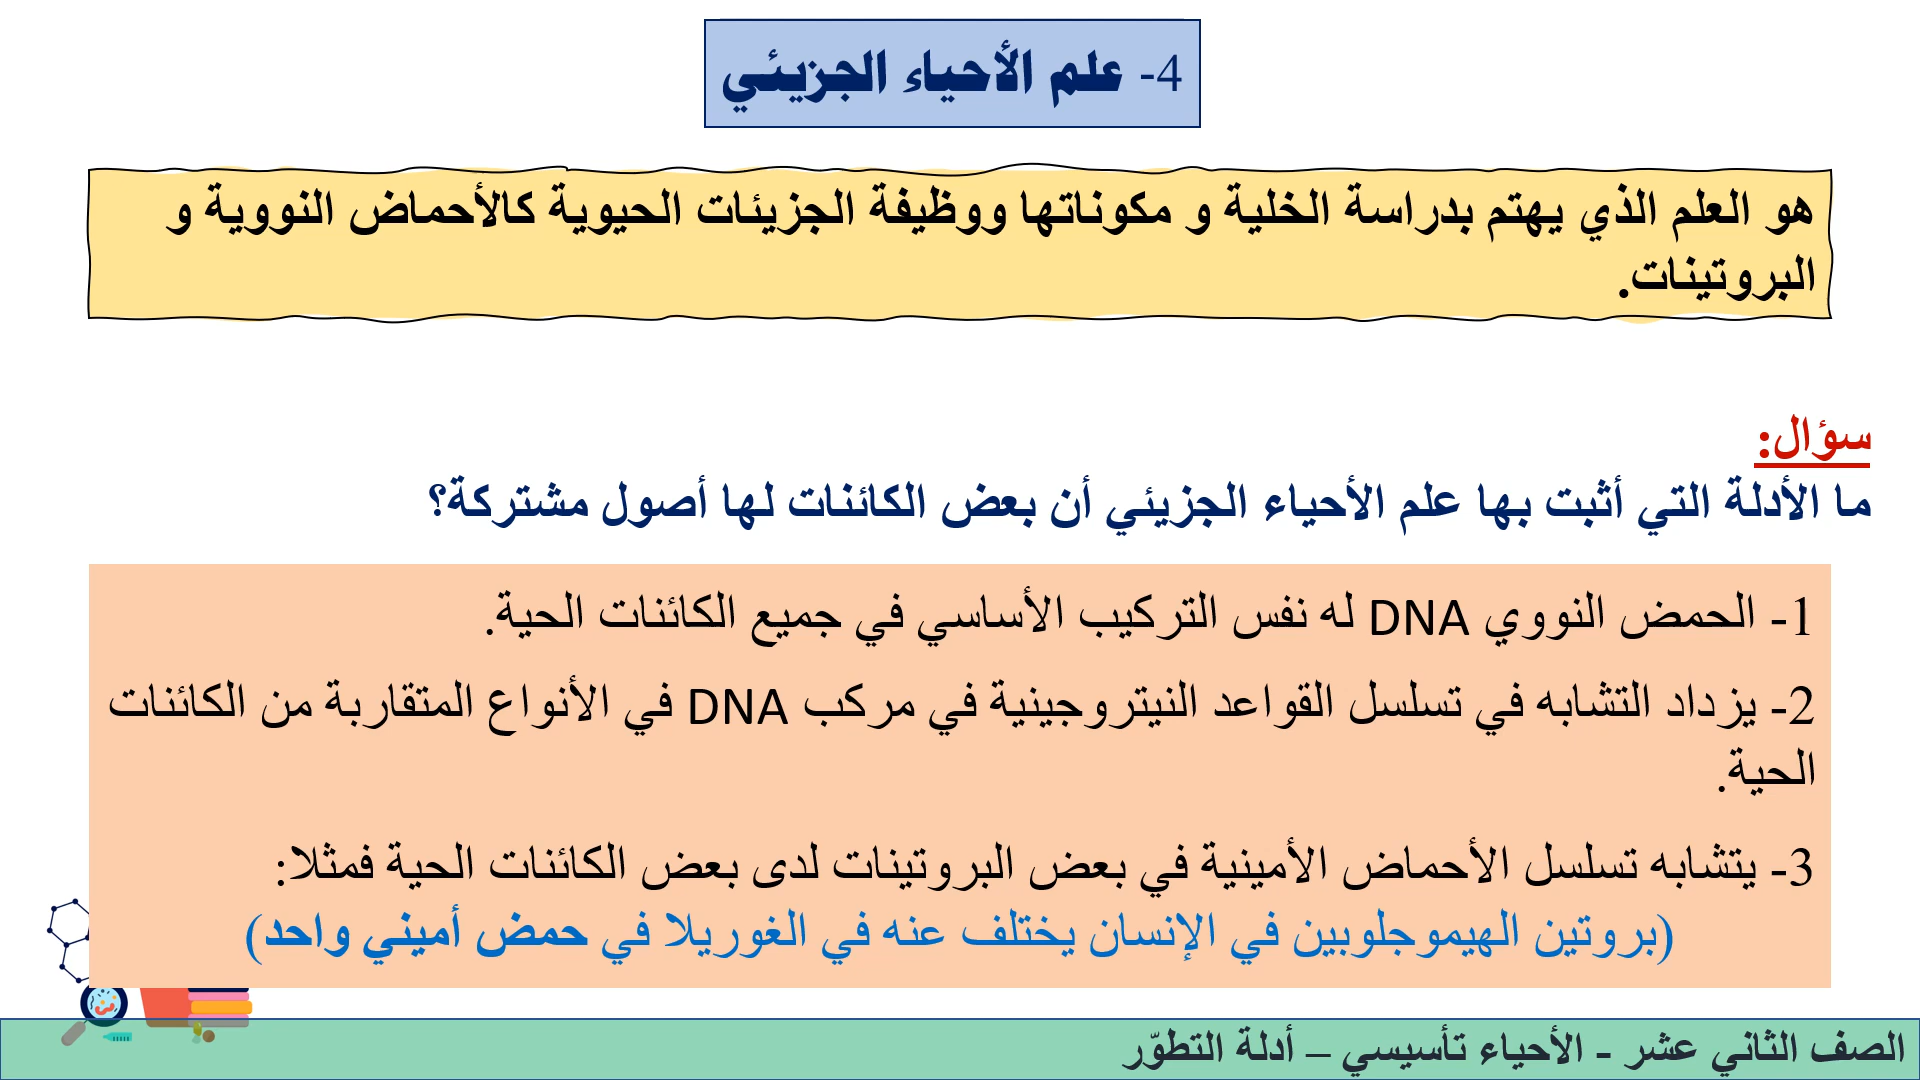 4- علم الأحياء الجزيئي
هو العلم الذي يهتم بدراسة الخلية و مكوناتها ووظيفة الجزيئات الحيوية كالأحماض النووية و
البروتينات.
سؤال:
ما الأدلة التي أثبت بها علم الأحياء الجزيئي أن بعض الكائنات لها أصول مشتركة؟
1- الحمض النووي DNA له نفس التركيب الأساسي في جميع الكائنات الحية.
2- يزداد التشابه في تسلسل القواعد النيتروجينية في مركب DNA في الأنواع المتقاربة من الكائنات
الحية.
3- يتشابه تسلسل الأحماض الأمينية في بعض البروتينات لدى بعض الكائنات الحية فمثلا:
(بروتين الهيموجلوبين في الإنسان يختلف عنه في الغوريلا في حمض أميني واحد)
الصف الثاني عشر - الأحياء تأسيسي – أدلة التطوّر